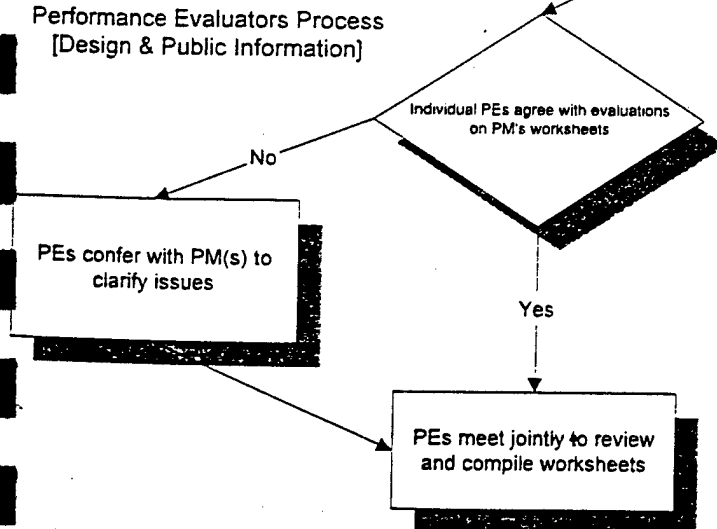 Performance Evaluators Process
[Design & Public Information]
Individual PEs agree with evaluations
on PM's worksheets
No
PEs confer with PM(s) to
clarify issues
Yes
PEs meet jointly to review
and compile worksheets